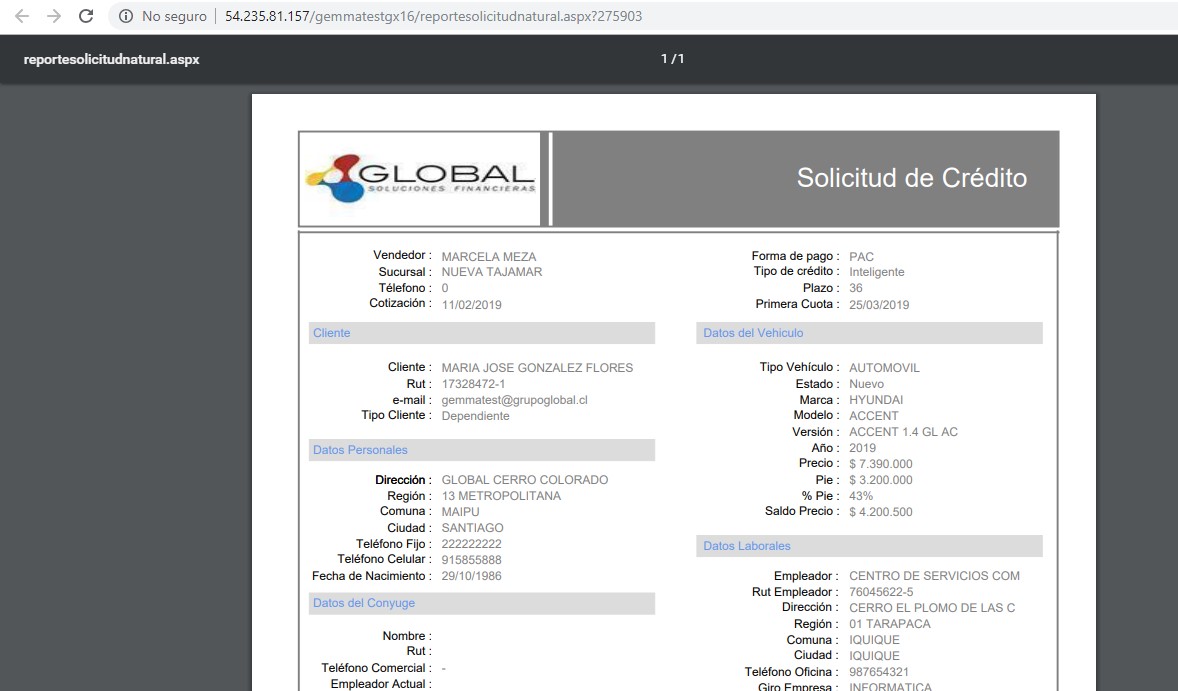 No seguro
54.235.81.157/gemmatestgx16/reportesolicitudnatural.aspx?275903
reportesolicitudnatural.aspx
1 / 1
GLOBAL
SOLUCIONES FINANCIERAS
Solicitud de Crédito
Vendedor : MARCELA MEZA
Sucursal : NUEVA TAJAMAR
Télefono : 0
Cotización : 11/02/2019
Forma de pago : PAC
Tipo de crédito : Inteligente
Plazo : 36
Primera Cuota : 25/03/2019
Cliente
Cliente : MARIA JOSE GONZALEZ FLORES
Rut : 17328472-1
e-mail : gemmatest@grupoglobal.cl
Tipo Cliente : Dependiente
Datos Personales
Dirección : GLOBAL CERRO COLORADO
Región : 13 METROPOLITANA
Comuna : MAIPU
Ciudad : SANTIAGO
Teléfono Fijo : 222222222
Teléfono Celular : 915855888
Fecha de Nacimiento : 29/10/1986
Datos del Conyuge
Nombre :
Rut :
Teléfono Comercial : -
Empleador Actual :
Datos del Vehiculo
Tipo Vehículo : AUTOMOVIL
Estado : Nuevo
Marca : HYUNDAI
Modelo : ACCENT
Versión : ACCENT 1.4 GL AC
Año : 2019
Precio : $ 7.390.000
Pie : $ 3.200.000
% Pie : 43%
Saldo Precio : $ 4.200.500
Datos Laborales
Empleador : CENTRO DE SERVICIOS COM
Rut Empleador : 76045622-5
Dirección : CERRO EL PLOMO DE LAS C
Región : 01 TARAPACA
Comuna : IQUIQUE
Ciudad : IQUIQUE
Teléfono Oficina : 987654321
Giro Empresa : INFORMATICA